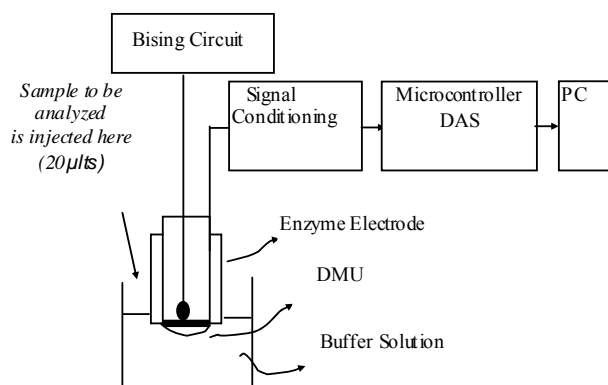 Bising Circuit
Sample to be
analyzed
is injected here
(20µlts)
Signal
Conditioning
Microcontroller
DAS
PC
Enzyme Electrode
DMU
Buffer Solution